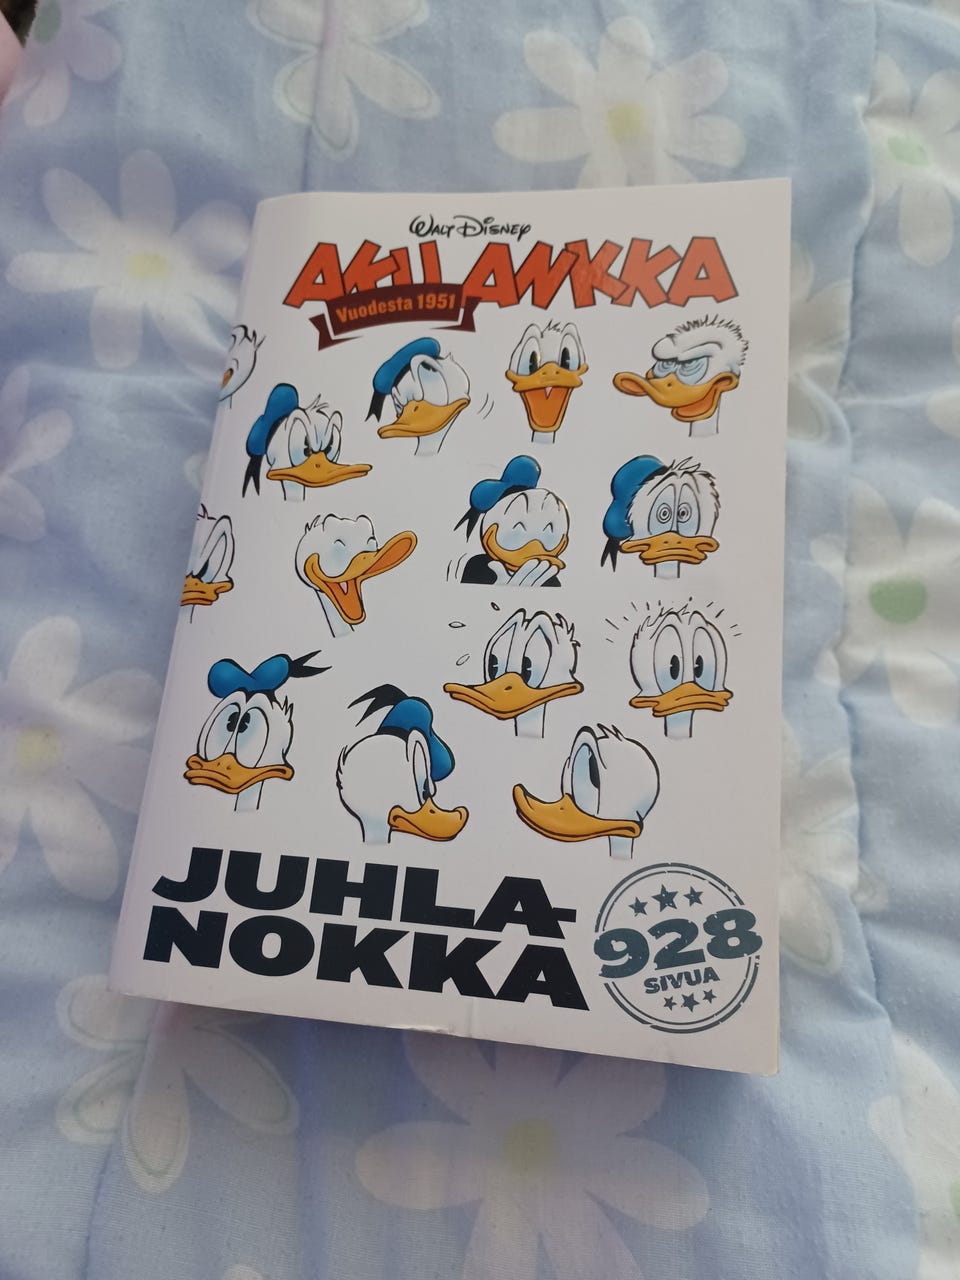 Walt Disney
AKU ANKKA
Vuodesta 1951
JUHLA-
NOKKA
928
SIVUA